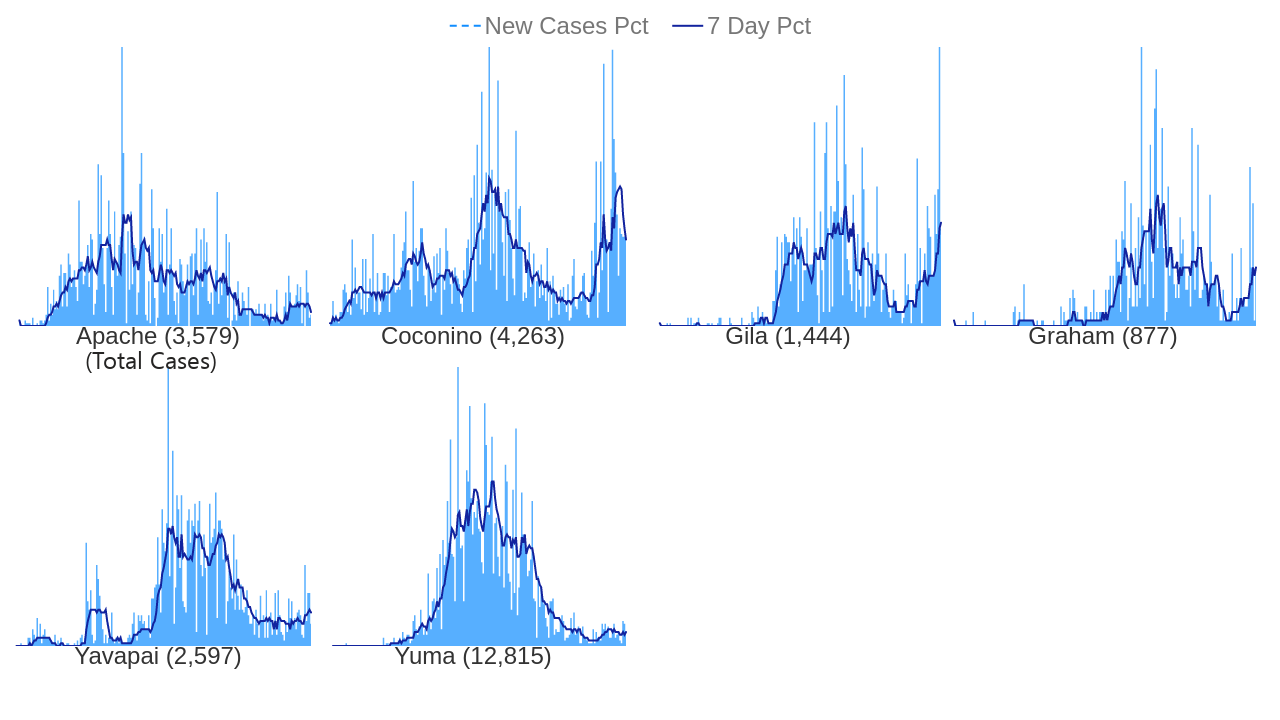 New Cases Pct 7 Day Pct
Apache (3,579) Coconino (4,263) Gila (1,444) Graham (877)
(Total Cases)
Yavapai (2,597) Yuma (12,815)